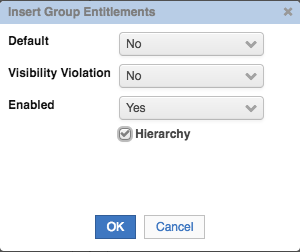 Insert Group Entitlements
Default No
Visibility Violation No
Enabled Yes
Hierarchy
OK Cancel